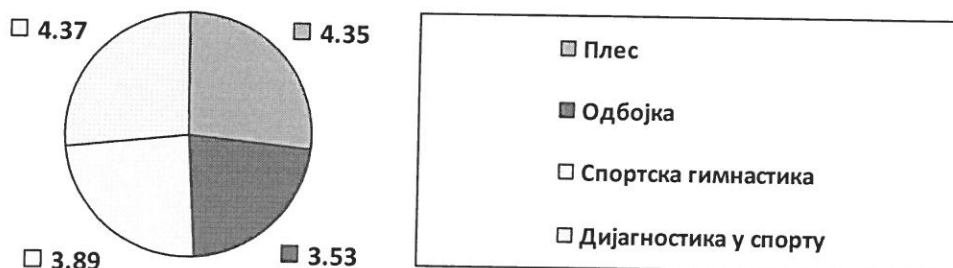 4.37
4.35
3.89
3.53
Плес
Одбојка
Спортска гимнастика
Дијагностика у спорту